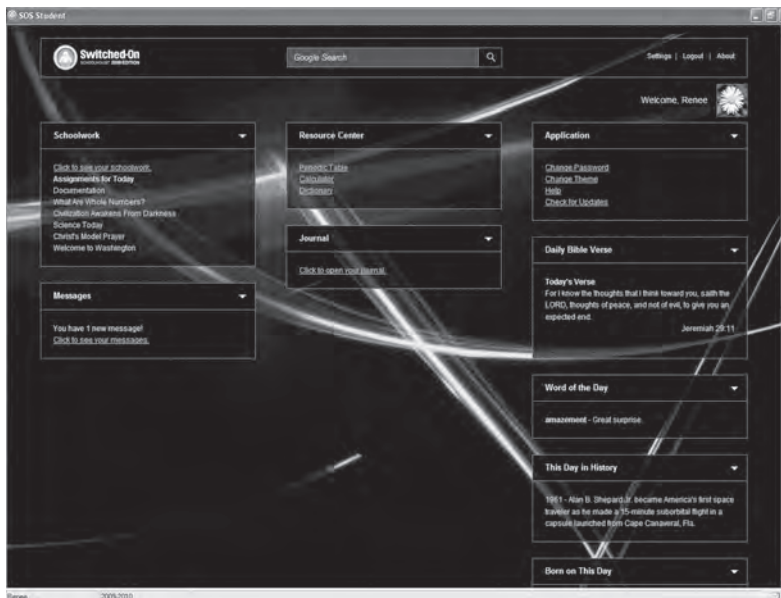 SOS Student
Switched-On
Google Search
Settings | Logout | About
Welcome, Renee
Schoolwork
Click to see your schoolwork.
Assignments for Today
Documentation
What Are Whole Numbers?
Civilization Awakens From Darkness
Science Today
Christ's Model Prayer
Welcome to Washington
Messages
You have 1 new message!
Click to see your messages.
Resource Center
Periodic Table
Calculator
Dictionary
Journal
Click to open your journal.
Application
Change Password
Change Theme
Help
Check for Updates
Daily Bible Verse
Today's Verse
For I know the thoughts that I think toward you, saith the
LORD, thoughts of peace, and not of evil, to give you an
expected end.
Jeremiah 29:11
Word of the Day
amazement - Great surprise.
This Day in History
1961 - Alan B. Shepard Jr. became America's first space
traveler as he made a 15-minute suborbital flight in a
capsule launched from Cape Canaveral, Fla.
Born on This Day
Renee
2009-2010